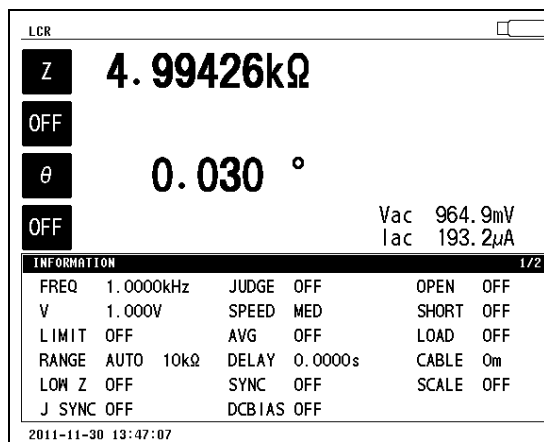 LCR
Z 4.99426kΩ
OFF
θ 0.030 °
OFF
Vac 964.9mV
Iac 193.2μA
INFORMATION 1/2
FREQ 1.0000kHz JUDGE OFF OPEN OFF
V 1.000V SPEED MED SHORT OFF
LIMIT OFF AVG OFF LOAD OFF
RANGE AUTO 10kΩ DELAY 0.0000s CABLE 0m
LOW Z OFF SYNC OFF SCALE OFF
J SYNC OFF DCBIAS OFF
2011-11-30 13:47:07